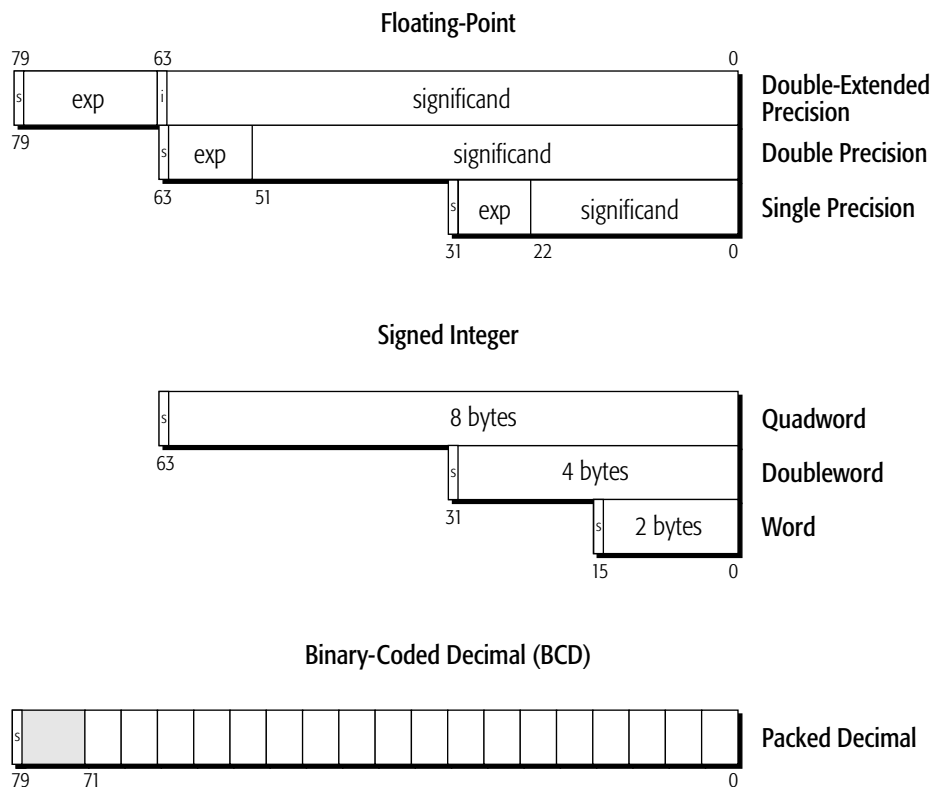 Floating-Point
79 63 0
s exp i significand Double-Extended
Precision
79 s exp significand Double Precision
63 51 s exp significand Single Precision
31 22 0
Signed Integer
s 8 bytes Quadword
63 s 4 bytes Doubleword
31 s 2 bytes Word
15 0
Binary-Coded Decimal (BCD)
s Packed Decimal
79 71 0